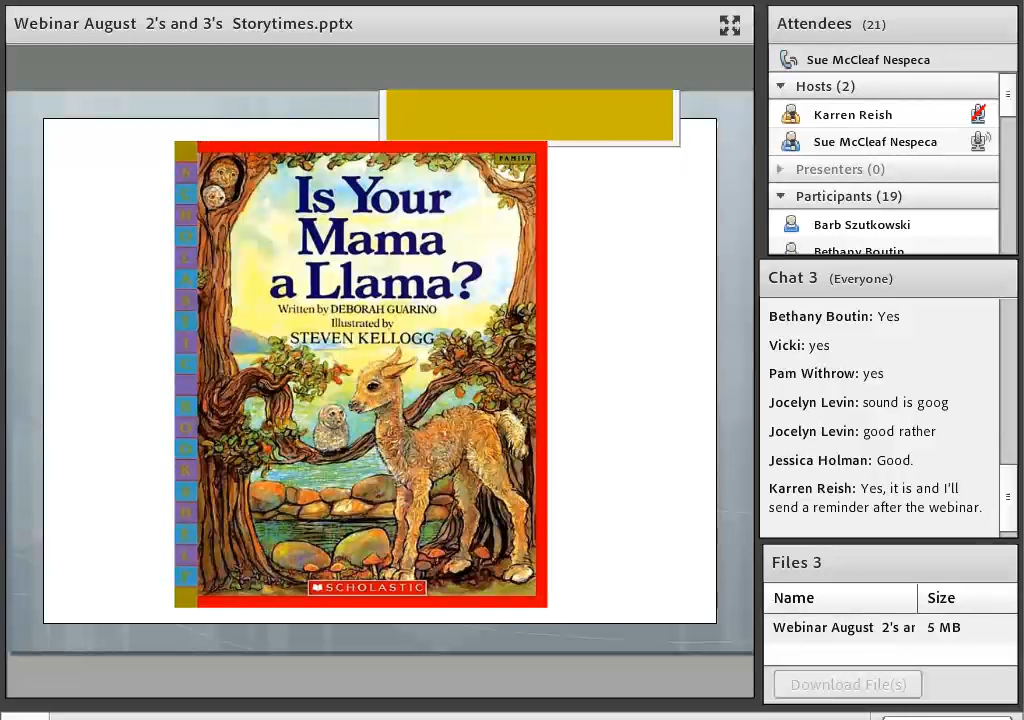 Webinar August 2's and 3's Storytimes.pptx
FAMILY
Is Your
Mama
a Llama?
Written by DEBORAH GUARINO
Illustrated by
STEVEN KELLOGG
SCHOLASTIC
Attendees (21)
Sue McCleaf Nespeca
Hosts (2)
Karren Reish
Sue McCleaf Nespeca
Presenters (0)
Participants (19)
Barb Szutkowski
Bethany Boutin
Chat 3 (Everyone)
Bethany Boutin: Yes
Vicki: yes
Pam Withrow: yes
Jocelyn Levin: sound is goog
Jocelyn Levin: good rather
Jessica Holman: Good.
Karren Reish: Yes, it is and I'll
send a reminder after the webinar.
Files 3
Name Size
Webinar August 2's ar 5 MB
Download File(s)